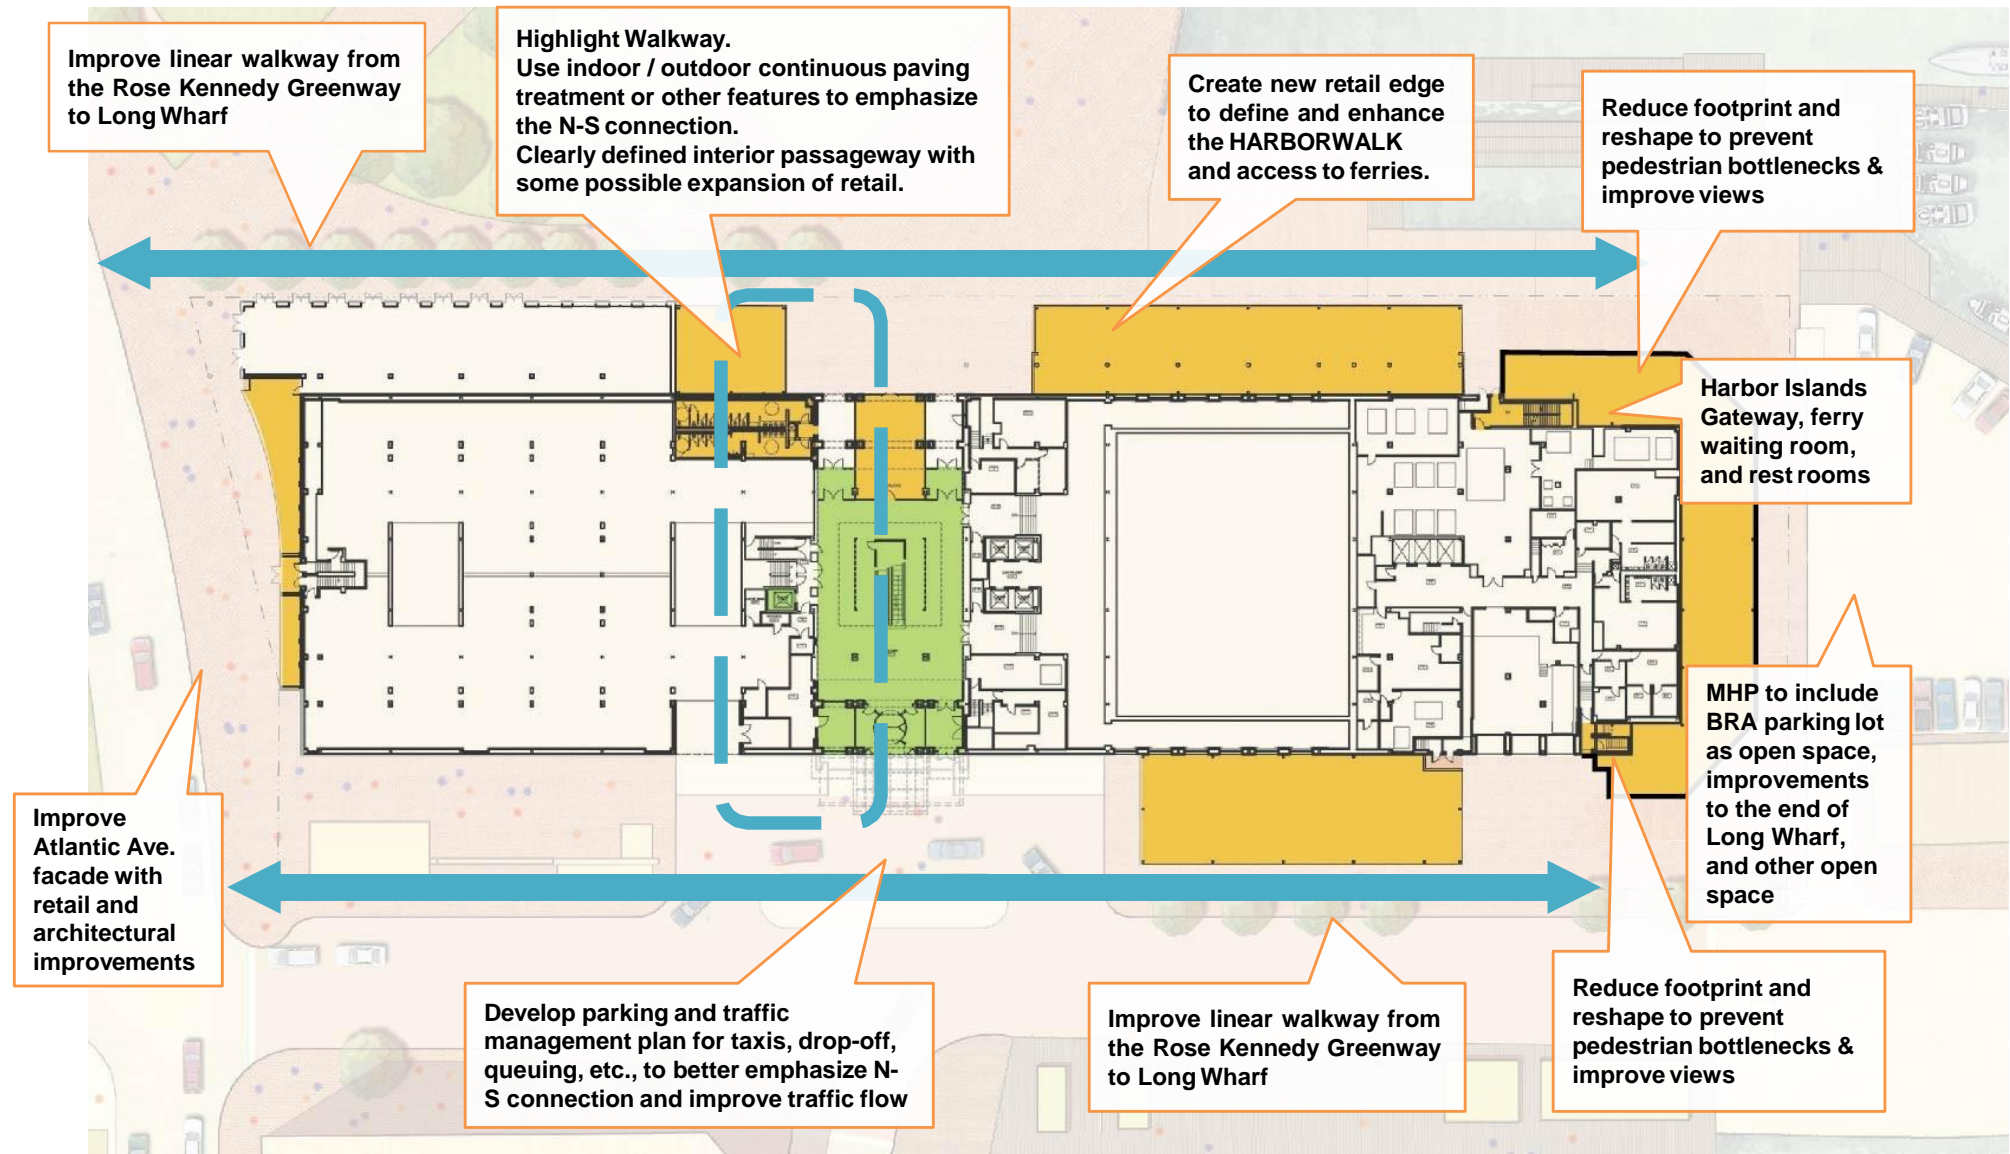 Improve linear walkway from
the Rose Kennedy Greenway
to Long Wharf
Highlight Walkway.
Use indoor / outdoor continuous paving
treatment or other features to emphasize
the N-S connection.
Clearly defined interior passageway with
some possible expansion of retail.
Create new retail edge
to define and enhance
the HARBORWALK
and access to ferries.
Reduce footprint and
reshape to prevent
pedestrian bottlenecks &
improve views
Harbor Islands
Gateway, ferry
waiting room,
and rest rooms
MHP to include
BRA parking lot
as open space,
improvements
to the end of
Long Wharf,
and other open
space
Improve
Atlantic Ave.
facade with
retail and
architectural
improvements
Develop parking and traffic
management plan for taxis, drop-off,
queuing, etc., to better emphasize N-
S connection and improve traffic flow
Improve linear walkway from
the Rose Kennedy Greenway
to Long Wharf
Reduce footprint and
reshape to prevent
pedestrian bottlenecks &
improve views